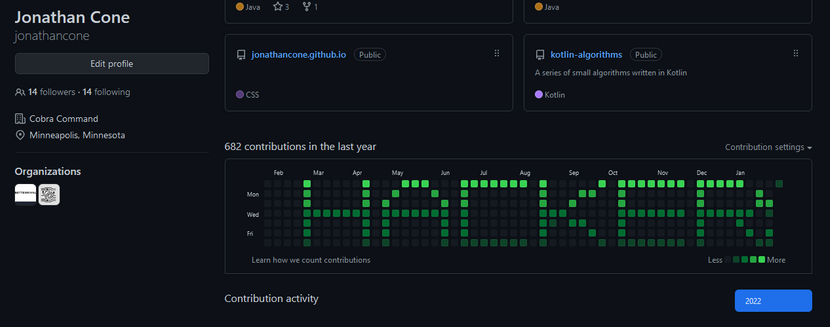 Jonathan Cone
jonathancone
Edit profile
14 followers · 14 following
Cobra Command
Minneapolis, Minnesota
Organizations
Java 3 1
Java
jonathancone.github.io Public
CSS
kotlin-algorithms Public
A series of small algorithms written in Kotlin
Kotlin
682 contributions in the last year
Contribution settings
Feb Mar Apr May Jun Jul Aug Sep Oct Nov Dec Jan
Mon
Wed
Fri
HACKER
Learn how we count contributions
Less More
Contribution activity
2022